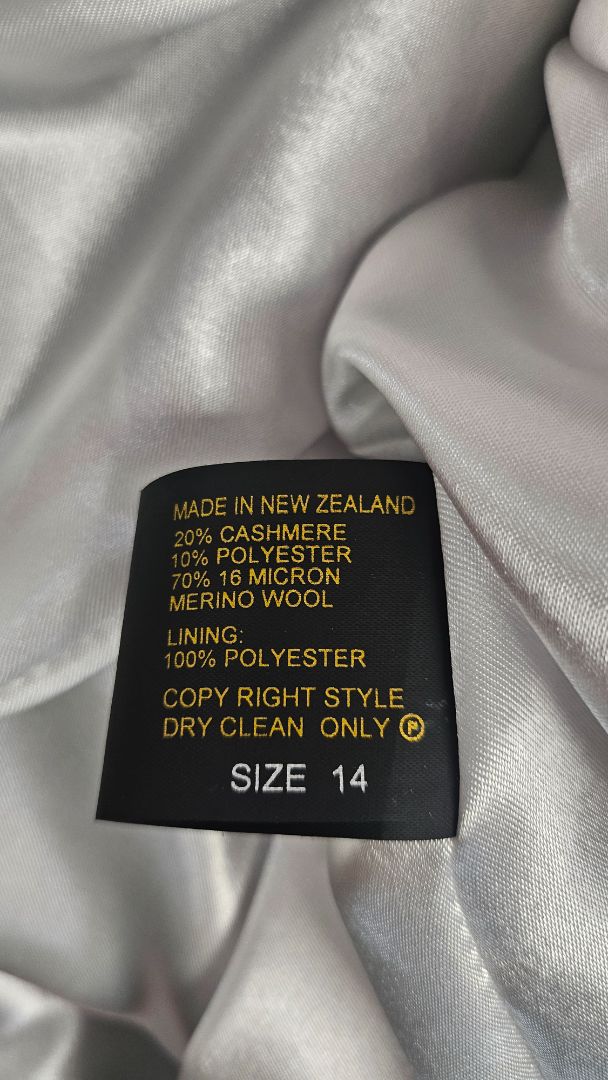 MADE IN NEW ZEALAND
20% CASHMERE
10% POLYESTER
70% 16 MICRON
MERINO WOOL
LINING:
100% POLYESTER
COPY RIGHT STYLE
DRY CLEAN ONLY Ⓟ
SIZE 14